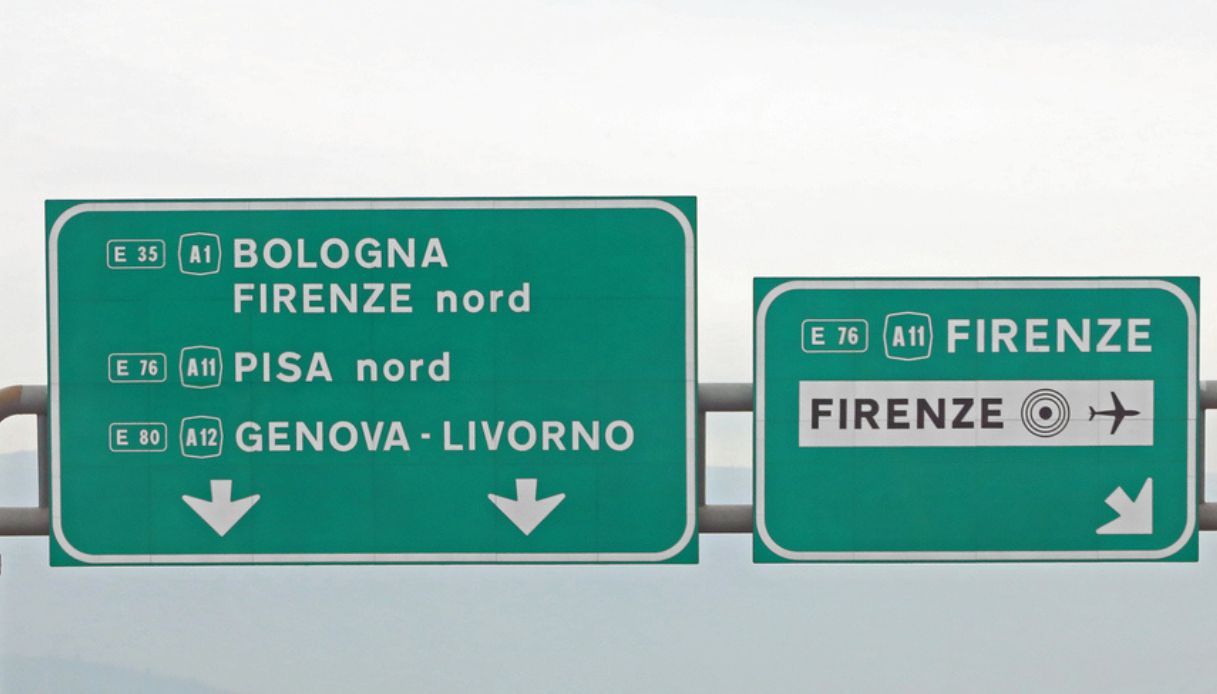 E 35 A1 BOLOGNA
FIRENZE nord
E 76 A11 PISA nord
E 80 A12 GENOVA - LIVORNO
E 76 A11 FIRENZE
FIRENZE